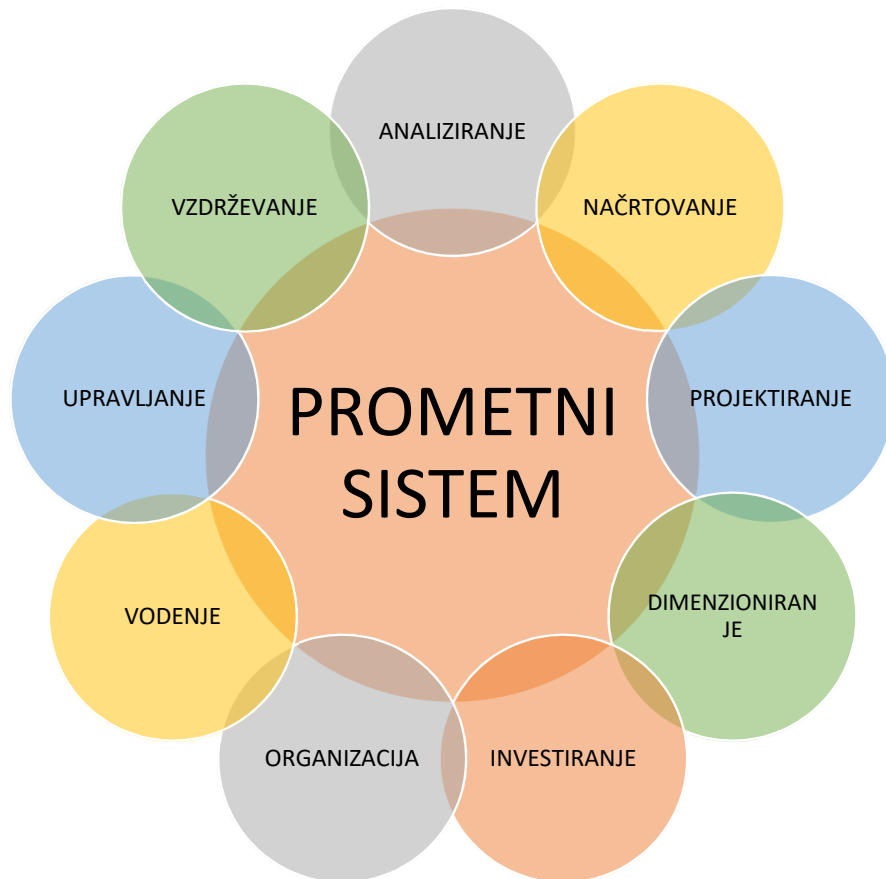 ANALIZIRANJE
NAČRTOVANJE
PROJEKTIRANJE
DIMENZIONIRAN
JE
INVESTIRANJE
ORGANIZACIJA
VODENJE
UPRAVLJANJE
VZDRŽEVANJE
PROMETNI
SISTEM